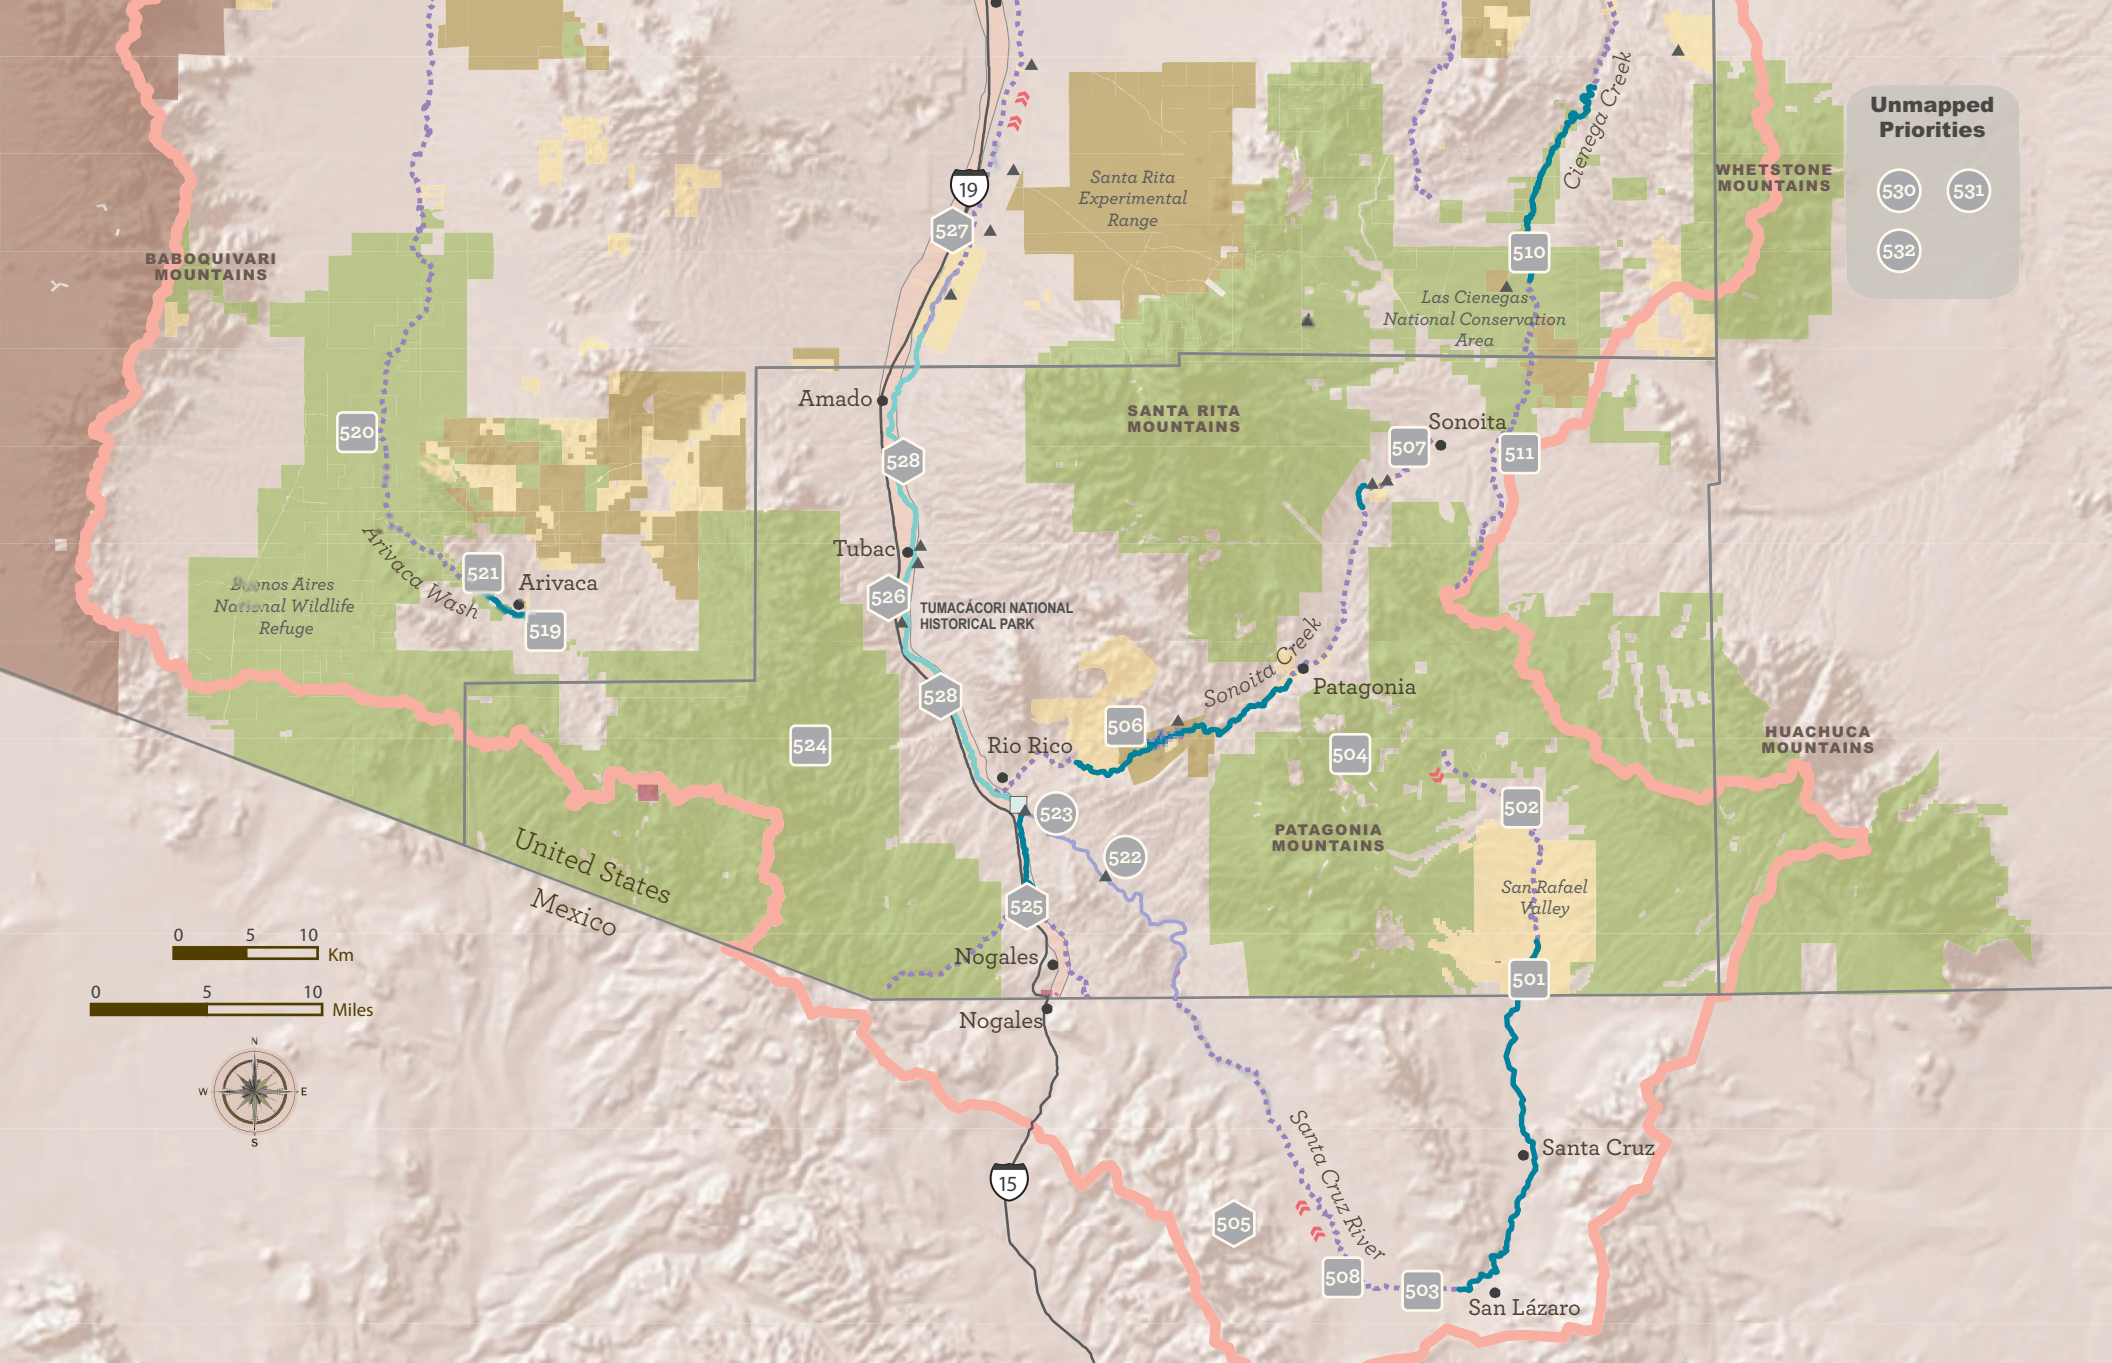 Unmapped
Priorities
530
531
532
Cienega Creek
WHETSTONE
MOUNTAINS
Santa Rita
Experimental
Range
19
527
510
BABOQUIVARI
MOUNTAINS
Las Cienegas
National Conservation
Area
Amado
SANTA RITA
MOUNTAINS
Sonoita
520
507
511
528
Arivaca Wash
Tubac
521
Arivaca
Buenos Aires
National Wildlife
Refuge
526
TUMACÁCORI NATIONAL
HISTORICAL PARK
519
Sonoita Creek
Patagonia
528
506
Rio Rico
524
504
HUACHUCA
MOUNTAINS
502
523
PATAGONIA
MOUNTAINS
522
United States
Mexico
San Rafael
Valley
525
Nogales
501
0 5 10
Km
0 5 10
Miles
Nogales
N
W E
S
Santa Cruz River
Santa Cruz
15
505
508
503
San Lázaro